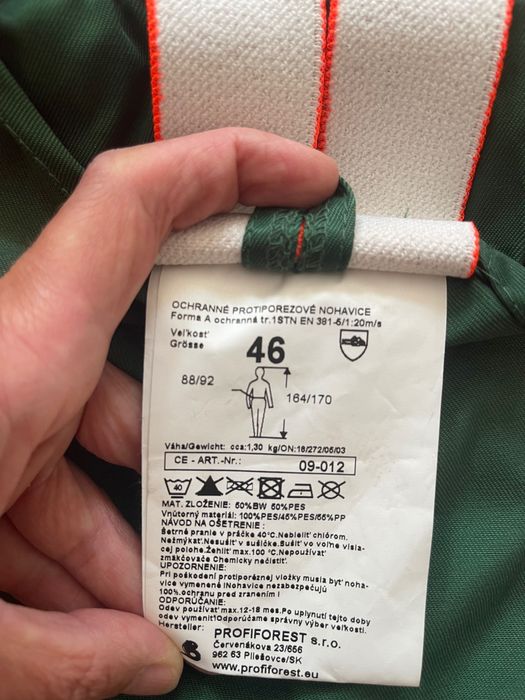 OCHRANNÉ PROTIPOREZOVÉ NOHAVICE
Forma A ochranná tr.1STN EN 381-5/1:20m/s
Veľkosť
Grösse
46
88/92
164/170
Váha/Gewicht: cca:1,30 kg/ON:18/272/05/03
CE - ART.-Nr.: 09-012
40
MAT. ZLOŽENIE: 50%BW 50%PES
Vnútorný materiál: 100%PES/45%PES/55%PP
NÁVOD NA OŠETRENIE :
Šetrné pranie v práčke 40°C.Nebieliť chlórom.
Nežmýkať.Nesušiť v sušičke.Sušiť vo voľne visia-
cej polohe.Žehliť max.100 °C.Nepoužívať
zmäkčovače Chemicky nečistiť.
UPOZORNENIE:
Pri poškodení protiporéznej vložky musia byť noha-
vice vymenené !Nohavice nezabezpečujú
100%.ochranu pred zranením !
ODPORÚČANIE:
Odev používať max.12-18 mes.Po uplynutí tejto doby
odev vymeniť!Odporúčame správny výber veľkosti.
Hersteller:
PROFIFOREST s.r.o.
Červenákova 23/656
962 63 Pliešovce/SK
www.profiforest.eu